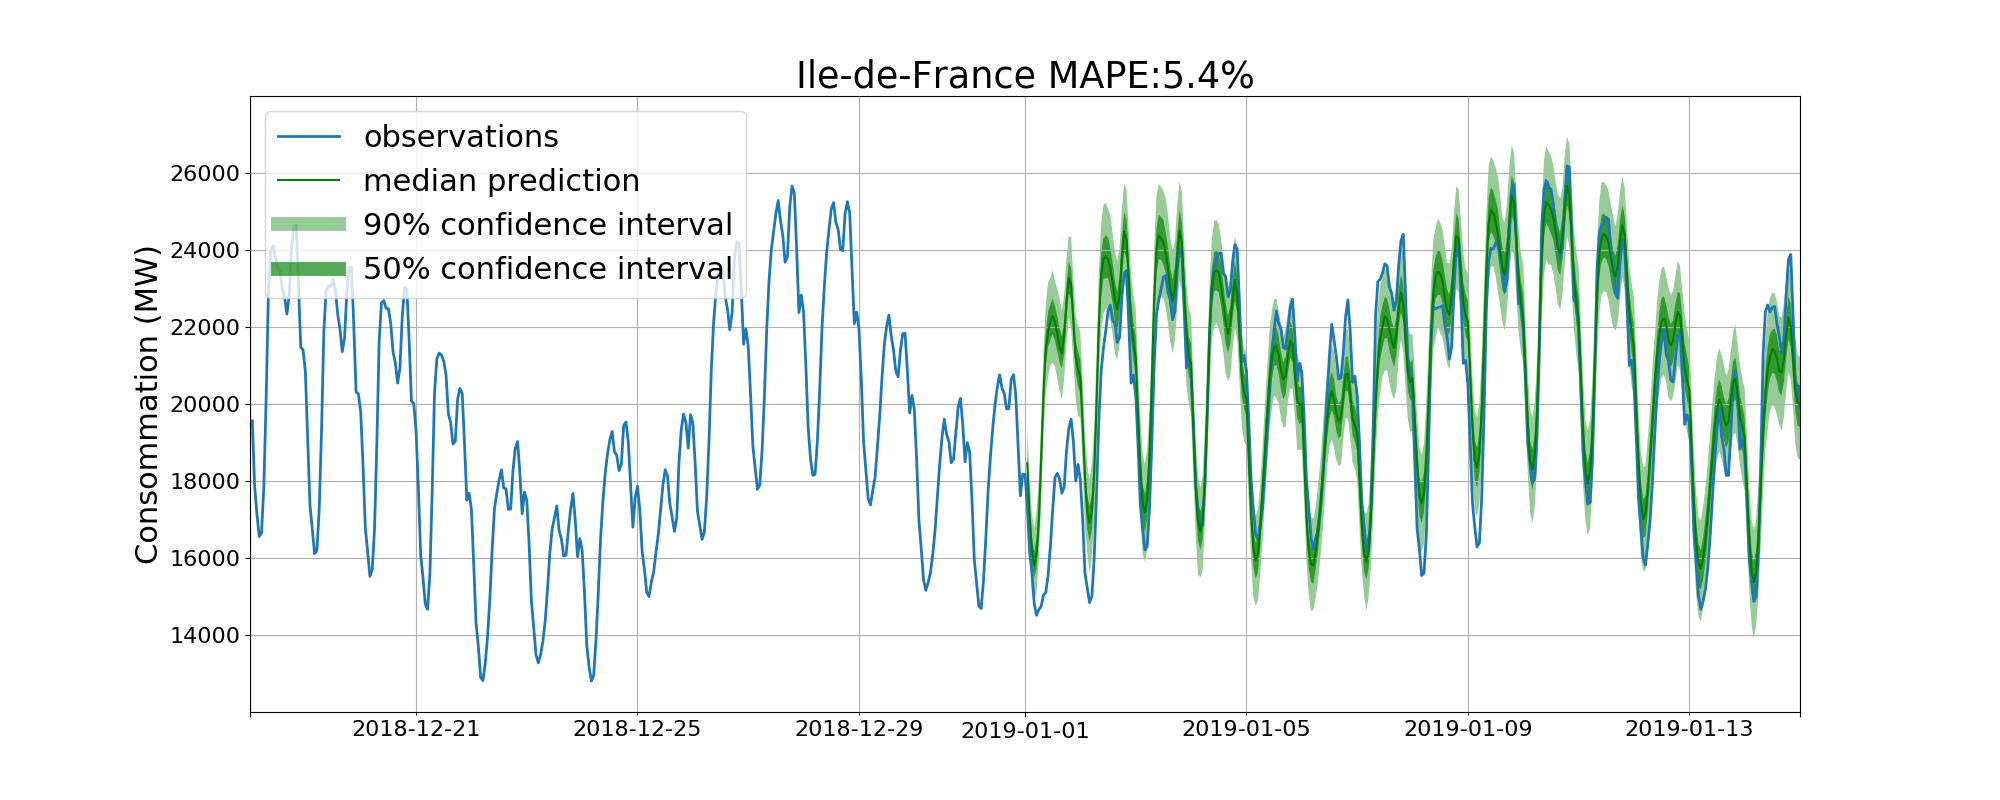 Ile-de-France MAPE:5.4%
observations
median prediction
90% confidence interval
50% confidence interval
Consommation (MW)
26000
24000
22000
20000
18000
16000
14000
2018-12-21
2018-12-25
2018-12-29
2019-01-01
2019-01-05
2019-01-09
2019-01-13